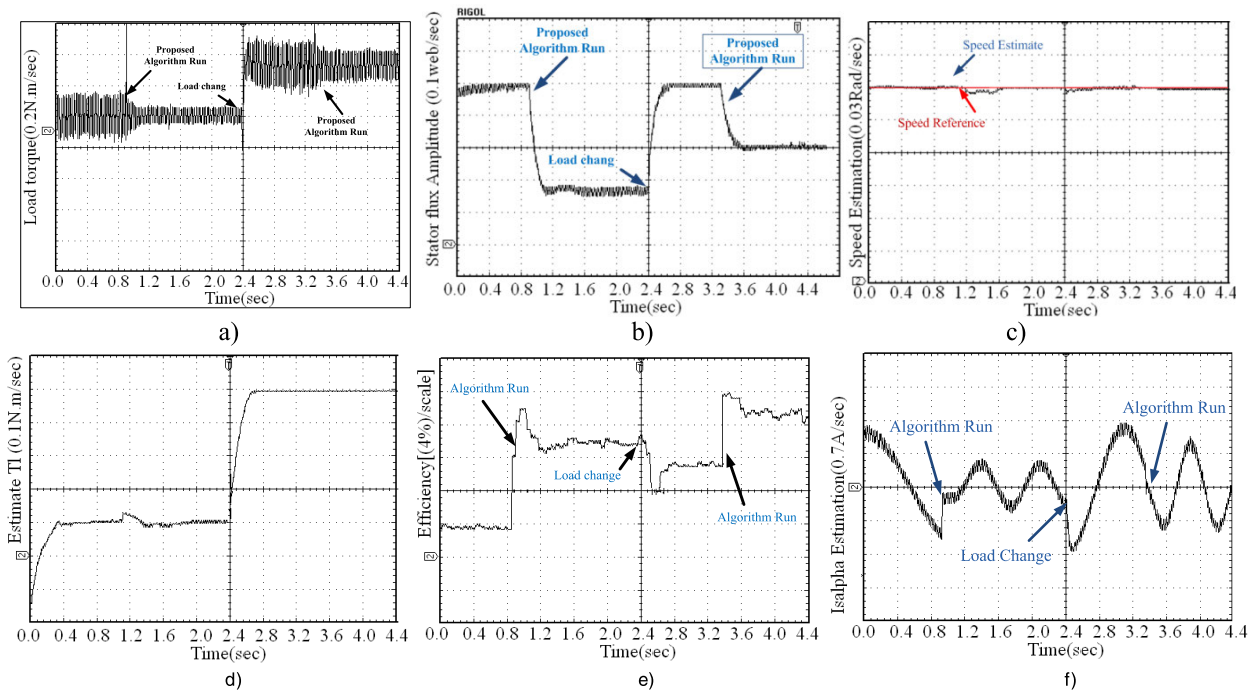 Load torque(0.2N.m/sec)
Proposed
Algorithm Run
Load chang
Proposed
Algorithm Run
2
0.0 0.4 0.8 1.2 1.6 2.0 2.4 2.8 3.2 3.6 4.0 4.4
Time(sec)
a)
RIGOL
T
Stator flux Amplitude (0.1web/sec)
Proposed
Algorithm Run
Proposed
Algorithm Run
Load chang
2
0.0 0.4 0.8 1.2 1.6 2.0 2.4 2.8 3.2 3.6 4.0 4.4
Time(sec)
b)
Speed Estimation(0.03Rad/sec)
Speed Estimate
Speed Reference
2
0.0 0.4 0.8 1.2 1.6 2.0 2.4 2.8 3.2 3.6 4.0 4.4
Time(sec)
c)
T
Estimate Tl (0.1N.m/sec)
2
0.0 0.4 0.8 1.2 1.6 2.0 2.4 2.8 3.2 3.6 4.0 4.4
Time(sec)
d)
T
Efficiency[(4%)/scale]
Algorithm Run
Load change
Algorithm Run
2
0.0 0.4 0.8 1.2 1.6 2.0 2.4 2.8 3.2 3.6 4.0 4.4
Time(sec)
e)
Isalpha Estimation(0.7A/sec)
Algorithm Run
Algorithm Run
Load Change
2
0.0 0.4 0.8 1.2 1.6 2.0 2.4 2.8 3.2 3.6 4.0 4.4
Time(sec)
f)